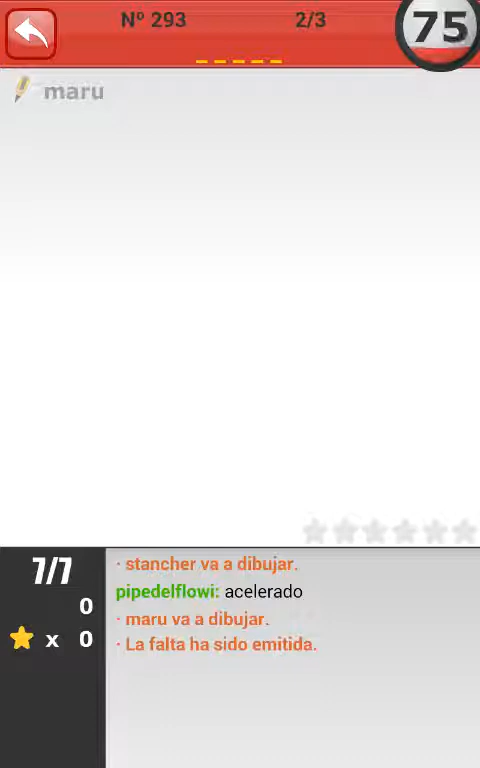 Nº 293 2/3 75
maru
7/7
0
x 0
· stancher va a dibujar.
pipedelflowi: acelerado
· maru va a dibujar.
· La falta ha sido emitida.